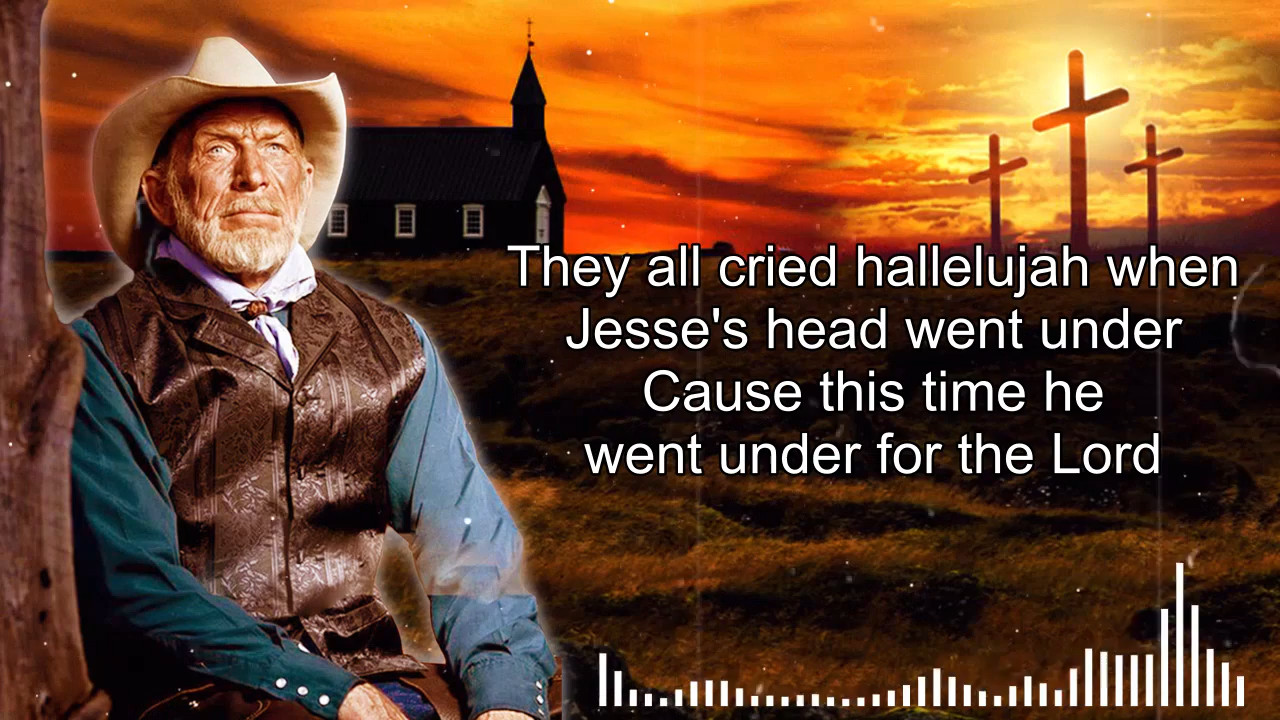 They all cried hallelujah when
Jesse's head went under
Cause this time he
went under for the Lord